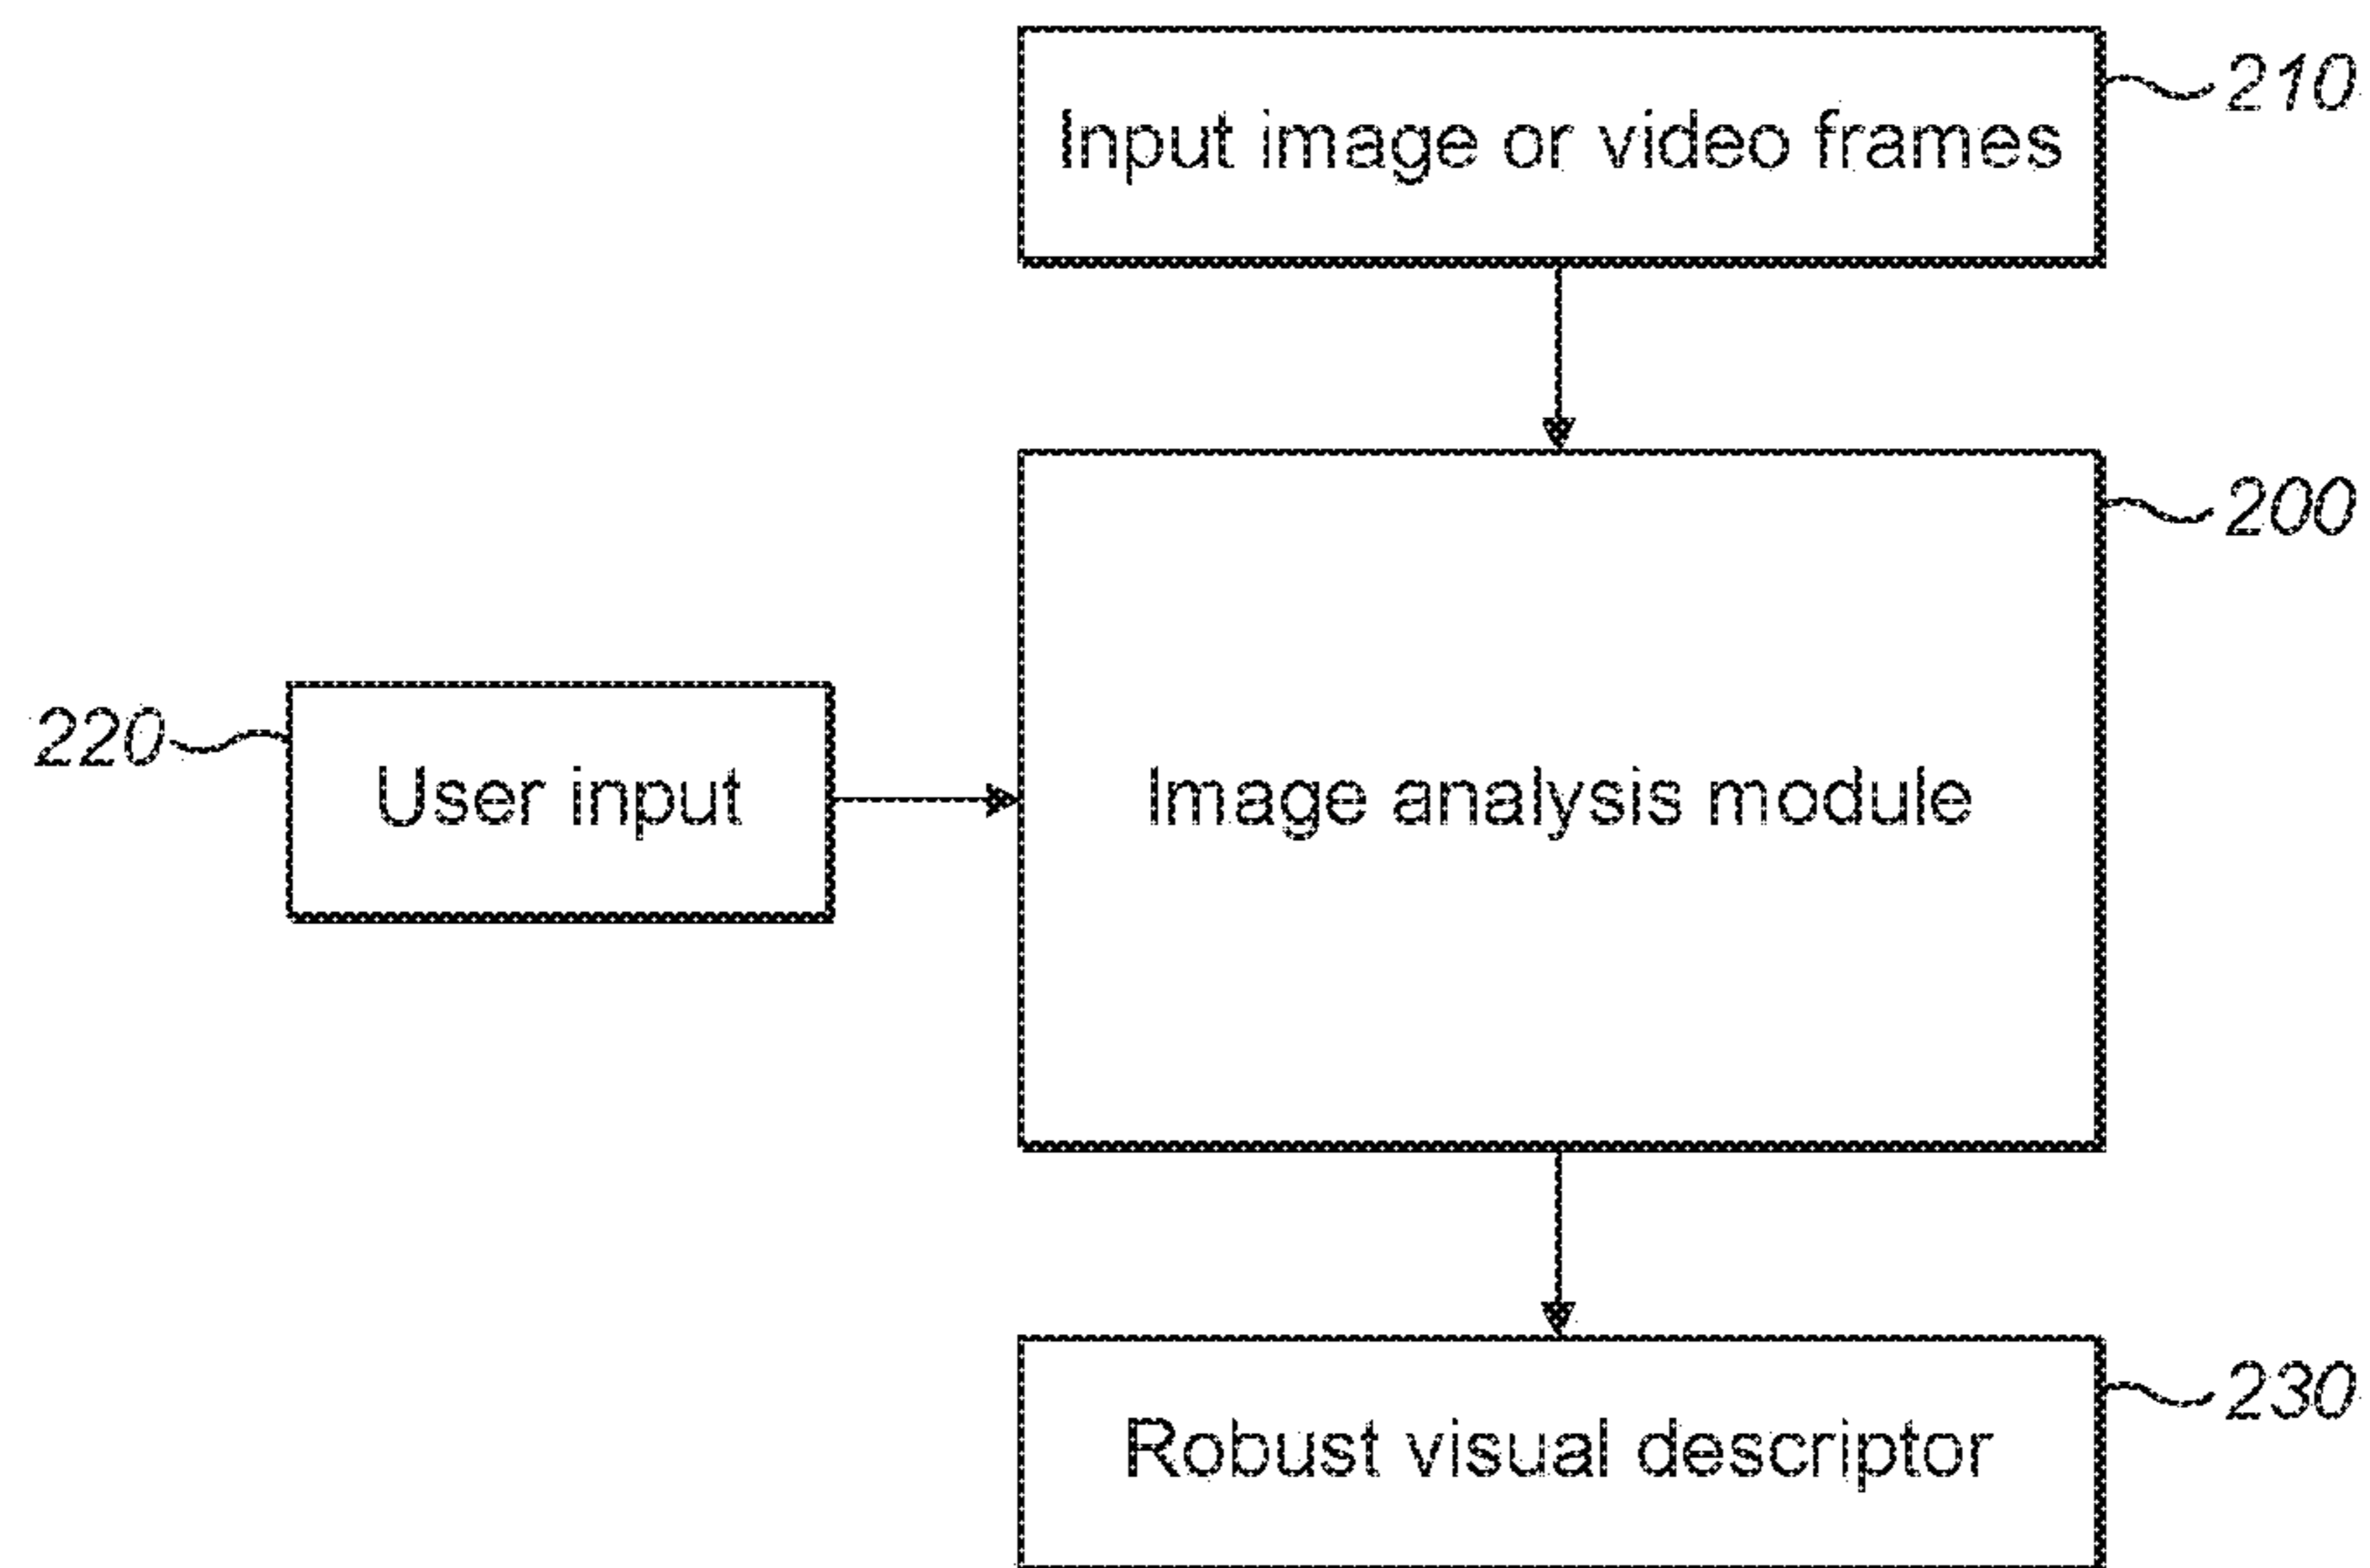 Input image or video frames
210
200
220
User input
Image analysis module
Robust visual descriptor
230